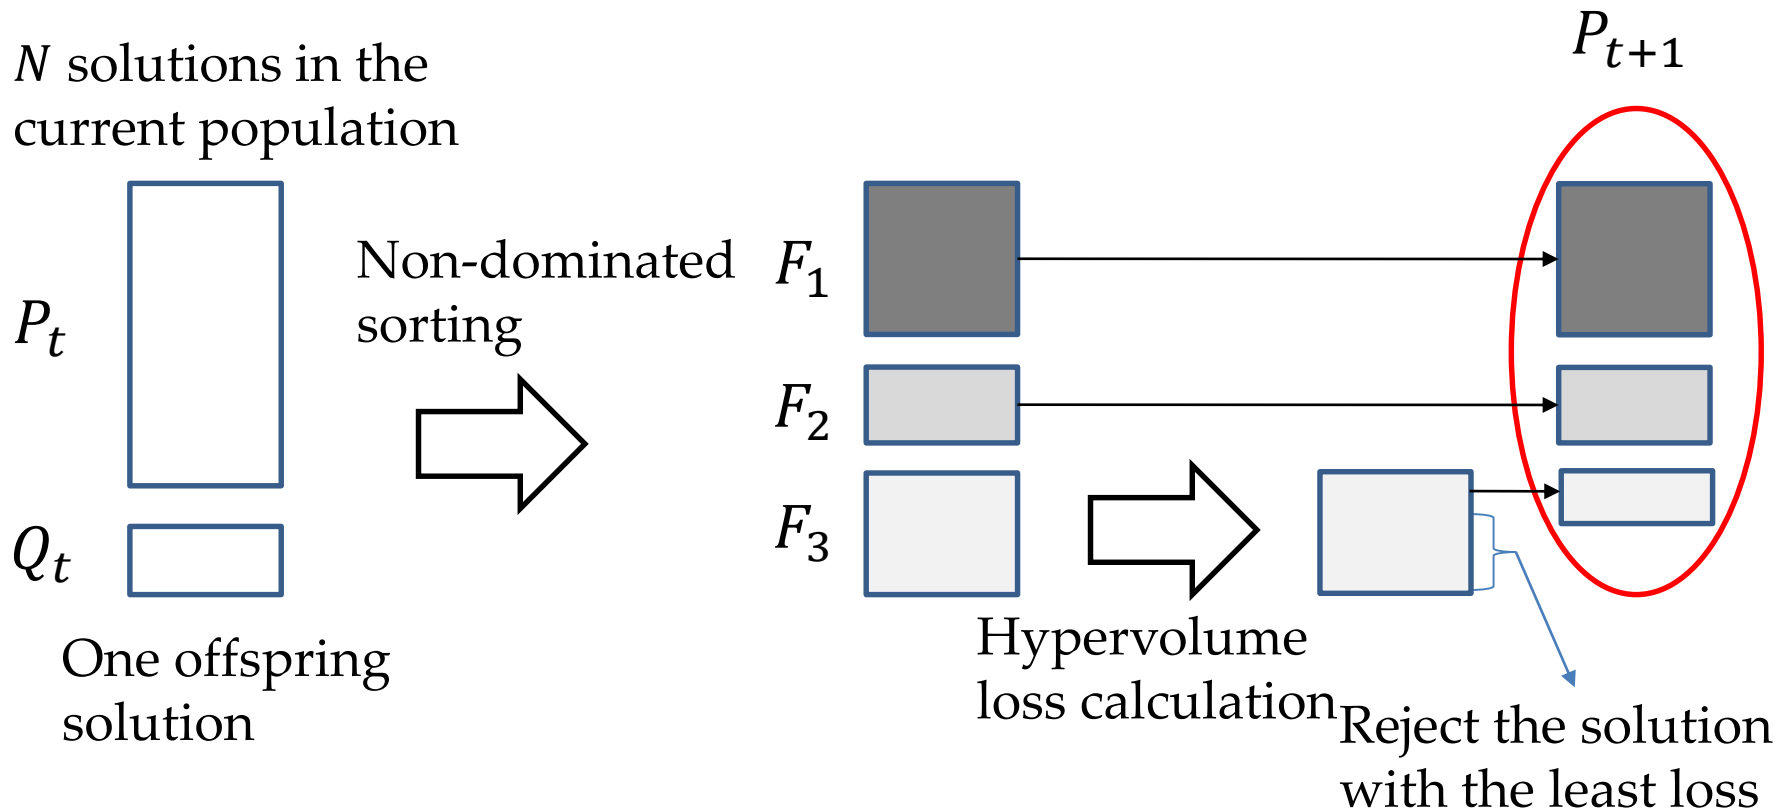 N solutions in the
current population
P_t
Q_t
One offspring
solution
Non-dominated
sorting
F_1
F_2
F_3
Hypervolume
loss calculation
P_{t+1}
Reject the solution
with the least loss